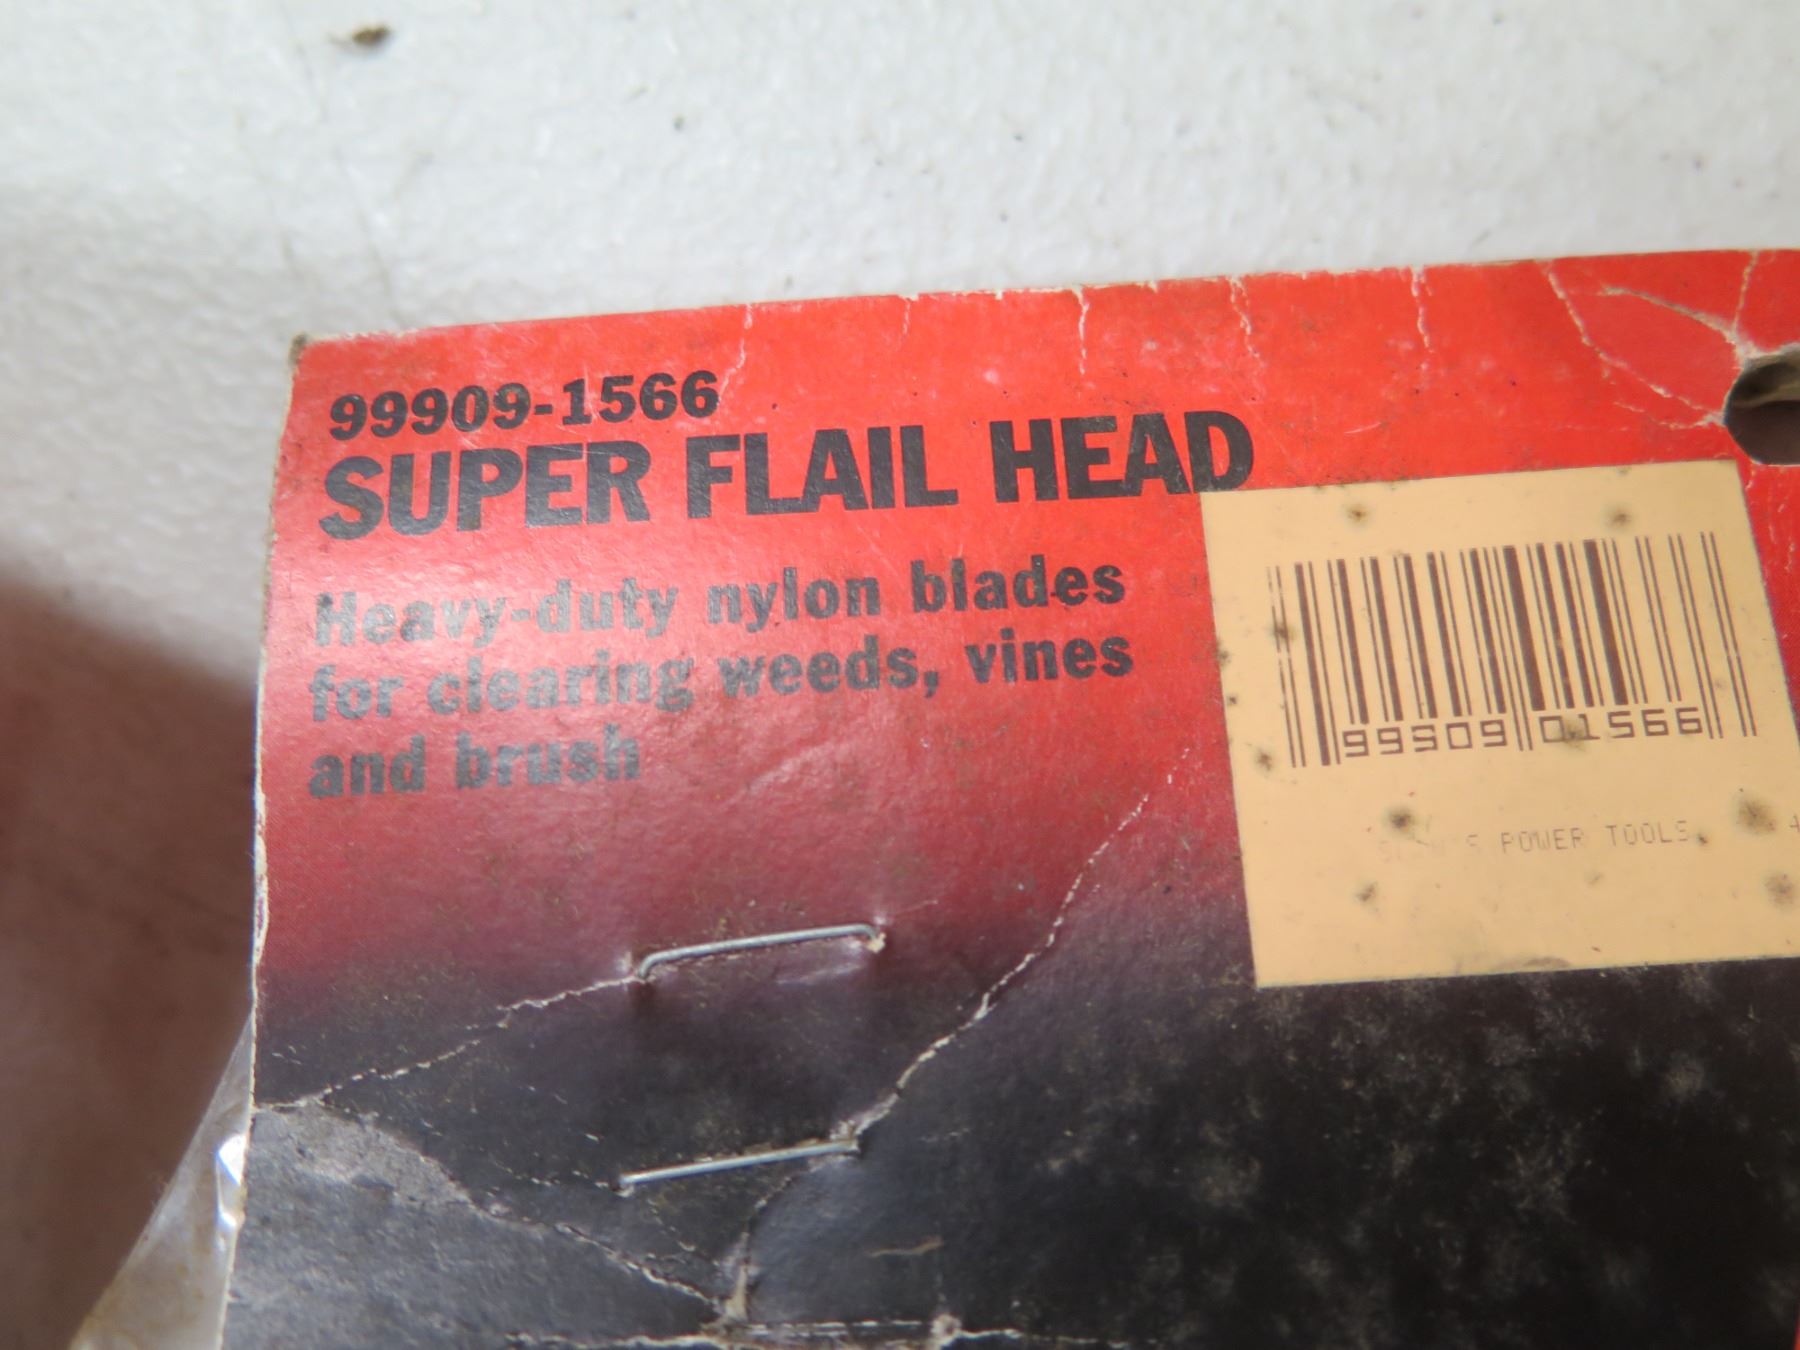 99909-1566
SUPER FLAIL HEAD
Heavy-duty nylon blades
for clearing weeds, vines
and brush
99909 01566
POWER TOOLS
4